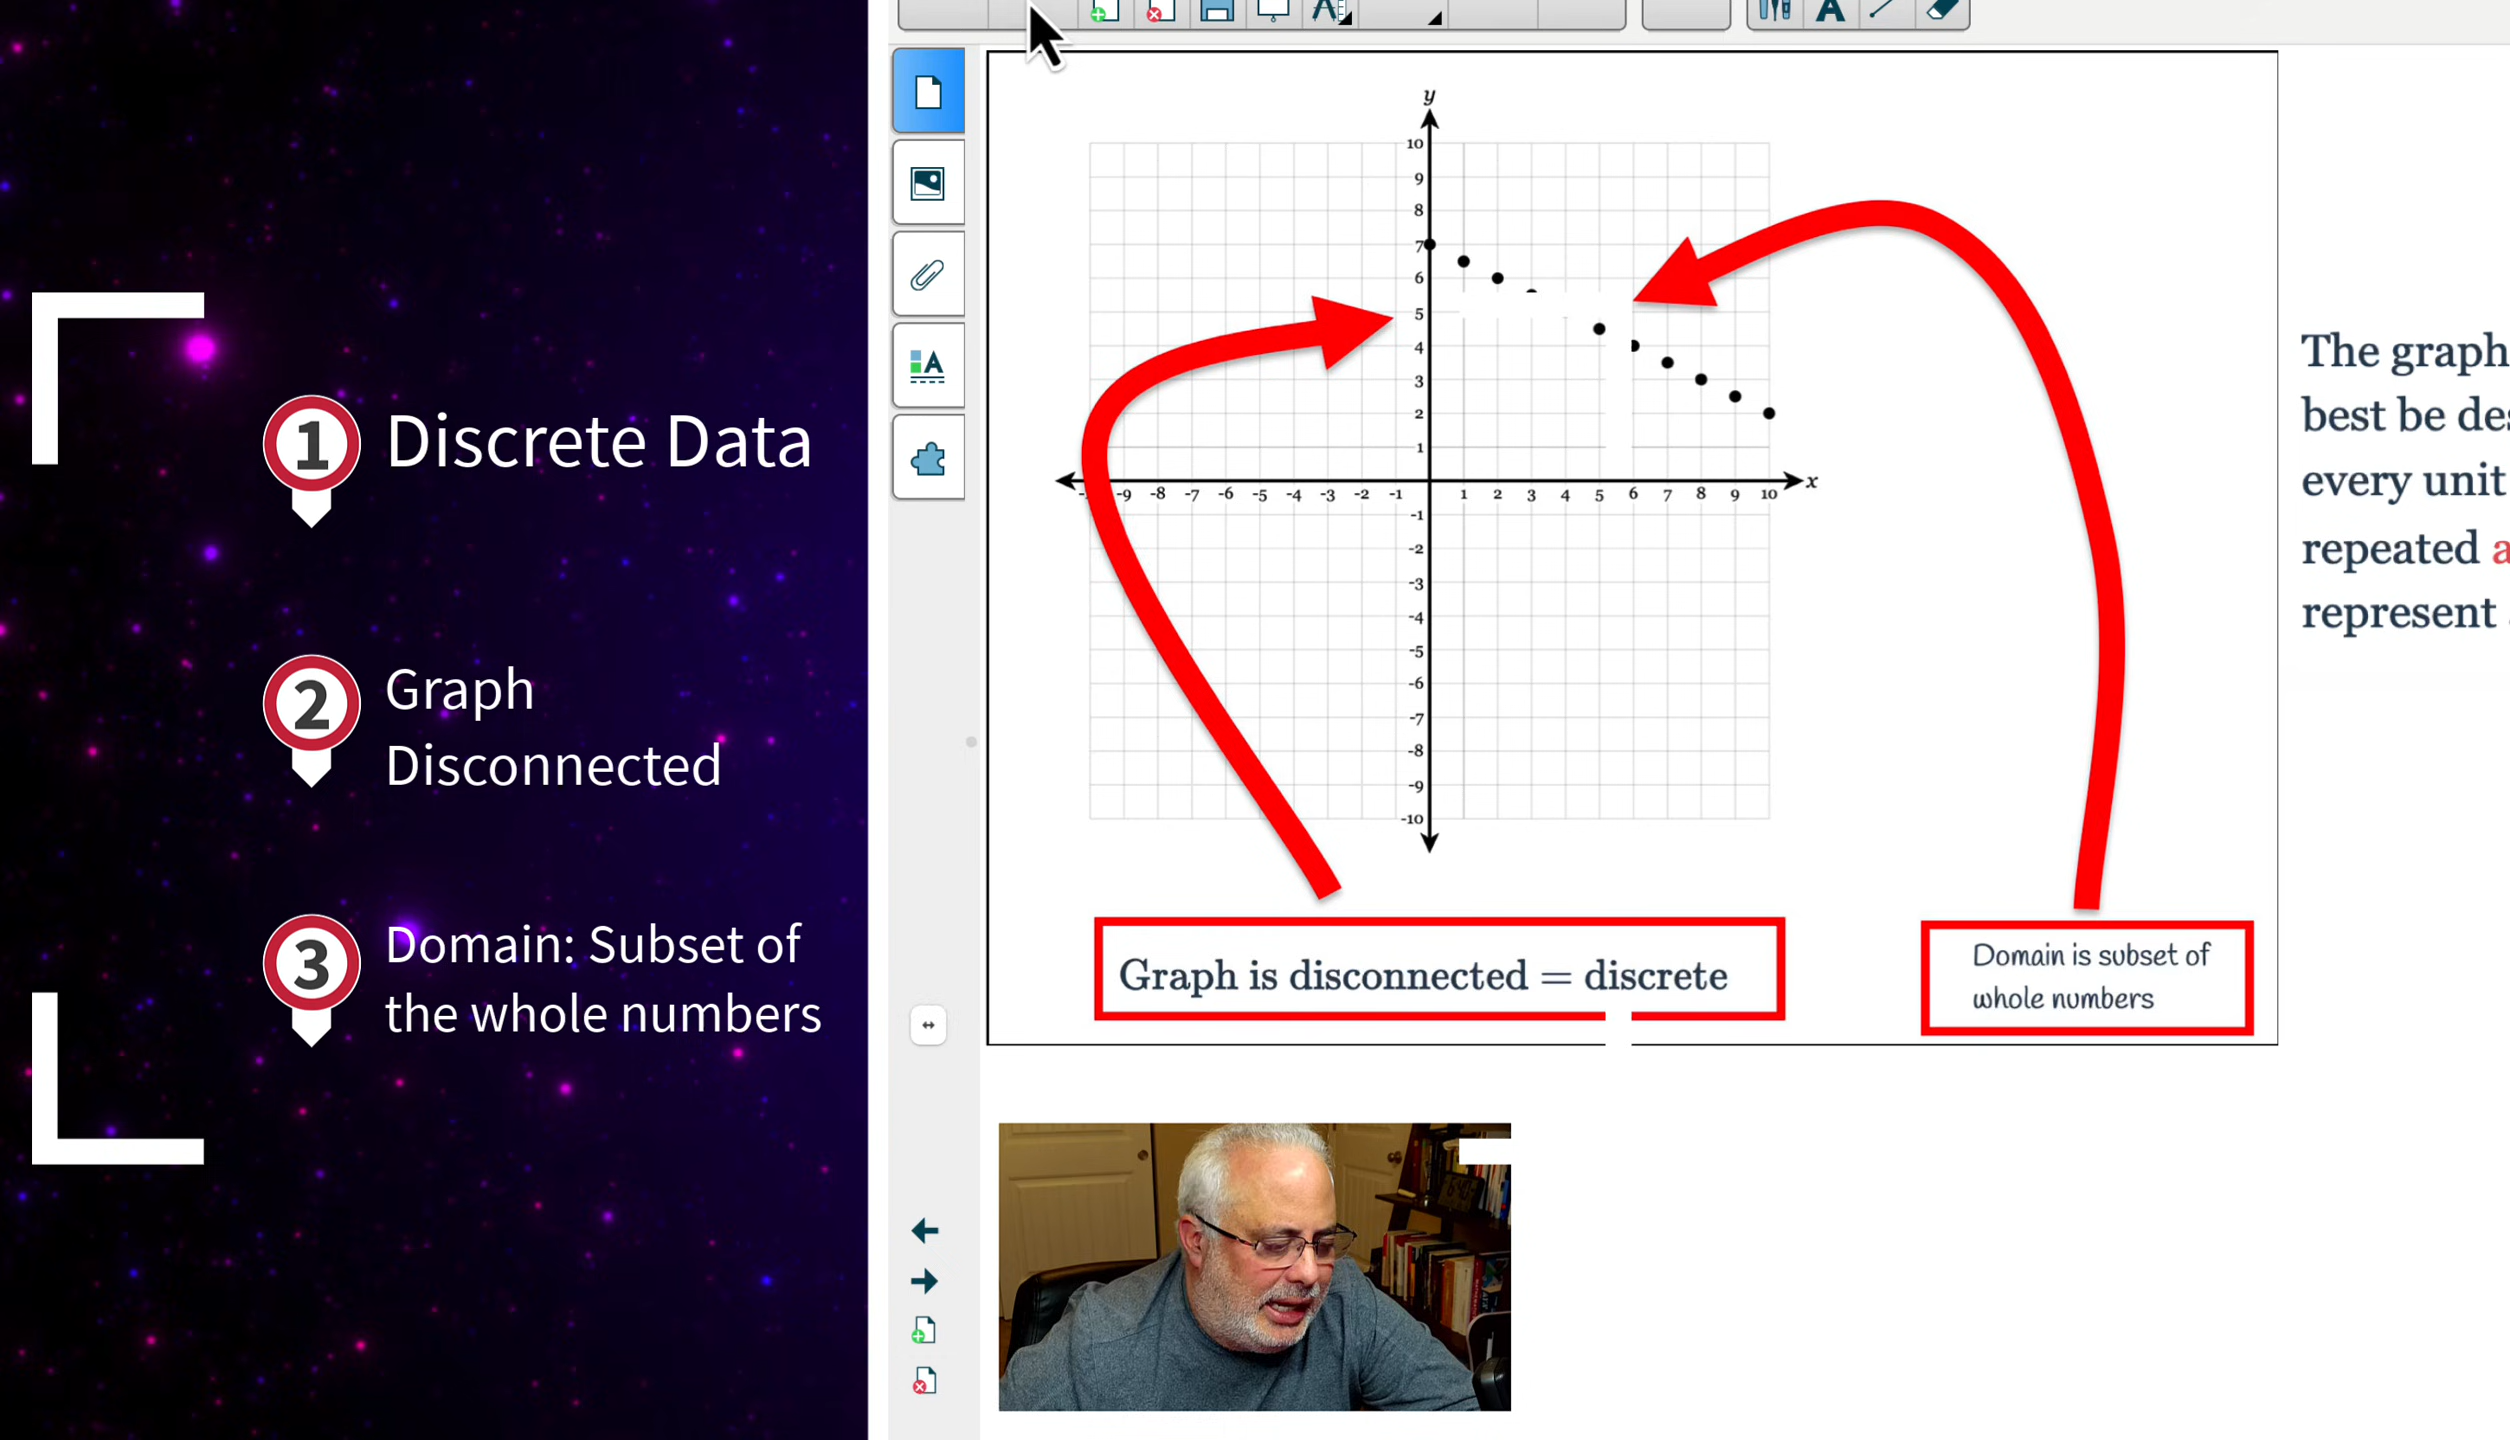 1 Discrete Data
2 Graph
Disconnected
3 Domain: Subset of
the whole numbers
y
10
9
8
7
6
5
4
3
2
1
-9 -8 -7 -6 -5 -4 -3 -2 -1 1 2 3 4 5 6 7 8 9 10 x
-1
-2
-3
-4
-5
-6
-7
-8
-9
-10
Graph is disconnected = discrete
Domain is subset of
whole numbers
The graph
best be des
every unit
repeated a
represent